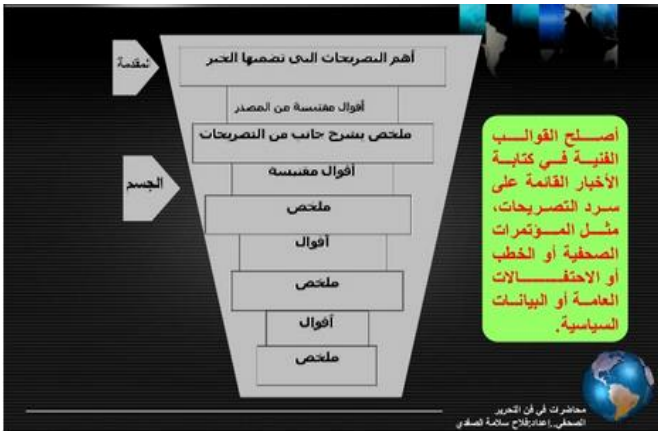 لمقدمة
أهم التصريحات التي تضمنها الخبر
أقوال مقتبسة من المصدر
ملخص يشرح جانب من التصريحات
الجسم
أقوال مقتبسة
ملخص
أقوال
ملخص
أقوال
ملخص
أصلح القوالب
الفنية في كتابة
الأخبار القائمة على
سرد التصريحات،
مثل المؤتمرات
الصحفية أو الخطب
أو الاحتفالات
العامة أو البيانات
السياسية.
محاضرات في فن التحرير
الصحفي..إعداد:فلاح سلامة الصفدي